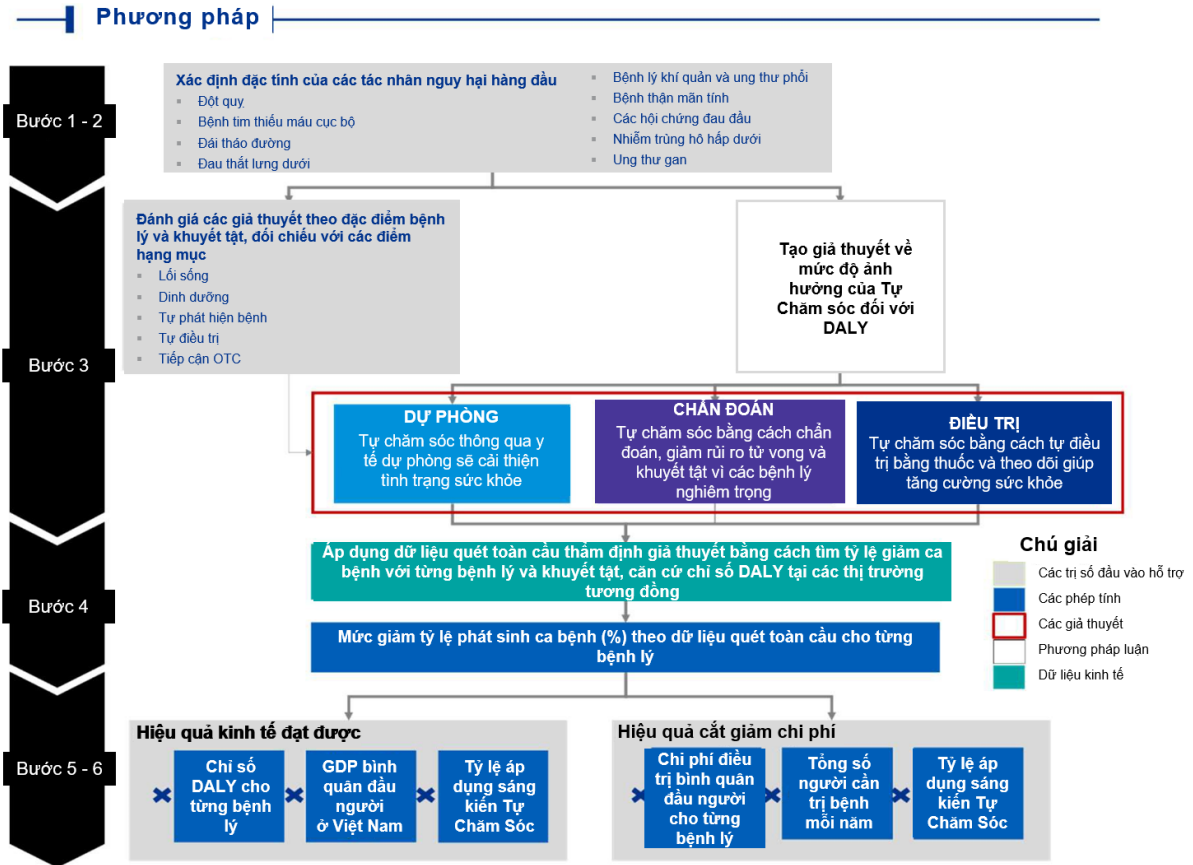 Phương pháp
Bước 1 - 2
Xác định đặc tính của các tác nhân nguy hại hàng đầu
Đột quỵ
Bệnh tim thiếu máu cục bộ
Đái tháo đường
Đau thắt lưng dưới
Bệnh lý khí quản và ung thư phổi
Bệnh thận mãn tính
Các hội chứng đau đầu
Nhiễm trùng hô hấp dưới
Ung thư gan
Bước 3
Đánh giá các giả thuyết theo đặc điểm bệnh
lý và khuyết tật, đối chiếu với các điểm
hạng mục
Lối sống
Dinh dưỡng
Tự phát hiện bệnh
Tự điều trị
Tiếp cận OTC
Tạo giả thuyết về
mức độ ảnh
hưởng của Tự
Chăm sóc đối với
DALY
DỰ PHÒNG
Tự chăm sóc thông qua y
tế dự phòng sẽ cải thiện
tình trạng sức khỏe
CHẨN ĐOÁN
Tự chăm sóc bằng cách chẩn
đoán, giảm rủi ro tử vong và
khuyết tật vì các bệnh lý
nghiêm trọng
ĐIỀU TRỊ
Tự chăm sóc bằng cách tự điều
trị bằng thuốc và theo dõi giúp
tăng cường sức khỏe
Bước 4
Áp dụng dữ liệu quét toàn cầu thẩm định giả thuyết bằng cách tìm tỷ lệ giảm ca
bệnh với từng bệnh lý và khuyết tật, căn cứ chỉ số DALY tại các thị trường
tương đồng
Mức giảm tỷ lệ phát sinh ca bệnh (%) theo dữ liệu quét toàn cầu cho từng
bệnh lý
Chú giải
Các trị số đầu vào hỗ trợ
Các phép tính
Các giả thuyết
Phương pháp luận
Dữ liệu kinh tế
Bước 5 - 6
Hiệu quả kinh tế đạt được
Chỉ số
DALY cho
từng bệnh
lý
GDP bình
quân đầu
người
ở Việt Nam
Tỷ lệ áp
dụng sáng
kiến Tự
Chăm Sóc
Hiệu quả cắt giảm chi phí
Chi phí điều
trị bình quân
đầu người
cho từng
bệnh lý
Tổng số
người cần
trị bệnh
mỗi năm
Tỷ lệ áp
dụng sáng
kiến Tự
Chăm Sóc